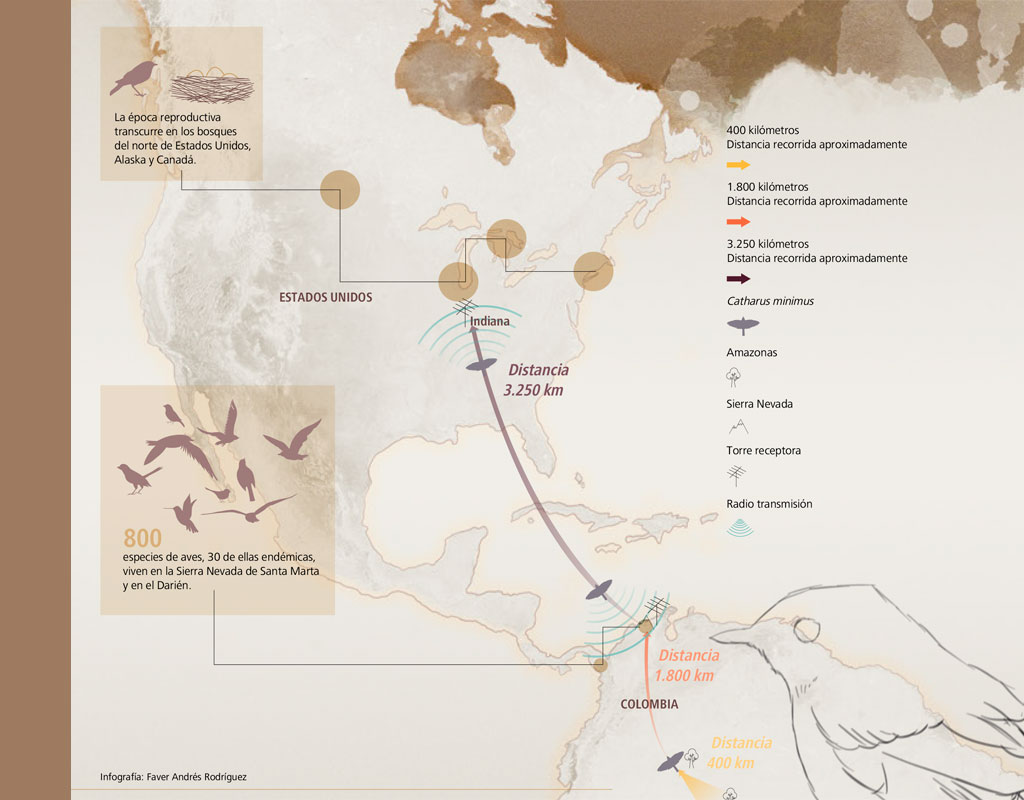 La época reproductiva
transcurre en los bosques
del norte de Estados Unidos,
Alaska y Canadá.
400 kilómetros
Distancia recorrida aproximadamente
1.800 kilómetros
Distancia recorrida aproximadamente
3.250 kilómetros
Distancia recorrida aproximadamente
Catharus minimus
Amazonas
Sierra Nevada
Torre receptora
Radio transmisión
ESTADOS UNIDOS
Indiana
Distancia
3.250 km
800
especies de aves, 30 de ellas endémicas,
viven en la Sierra Nevada de Santa Marta
y en el Darién.
Distancia
1.800 km
COLOMBIA
Distancia
400 km
Infografía: Faver Andrés Rodríguez